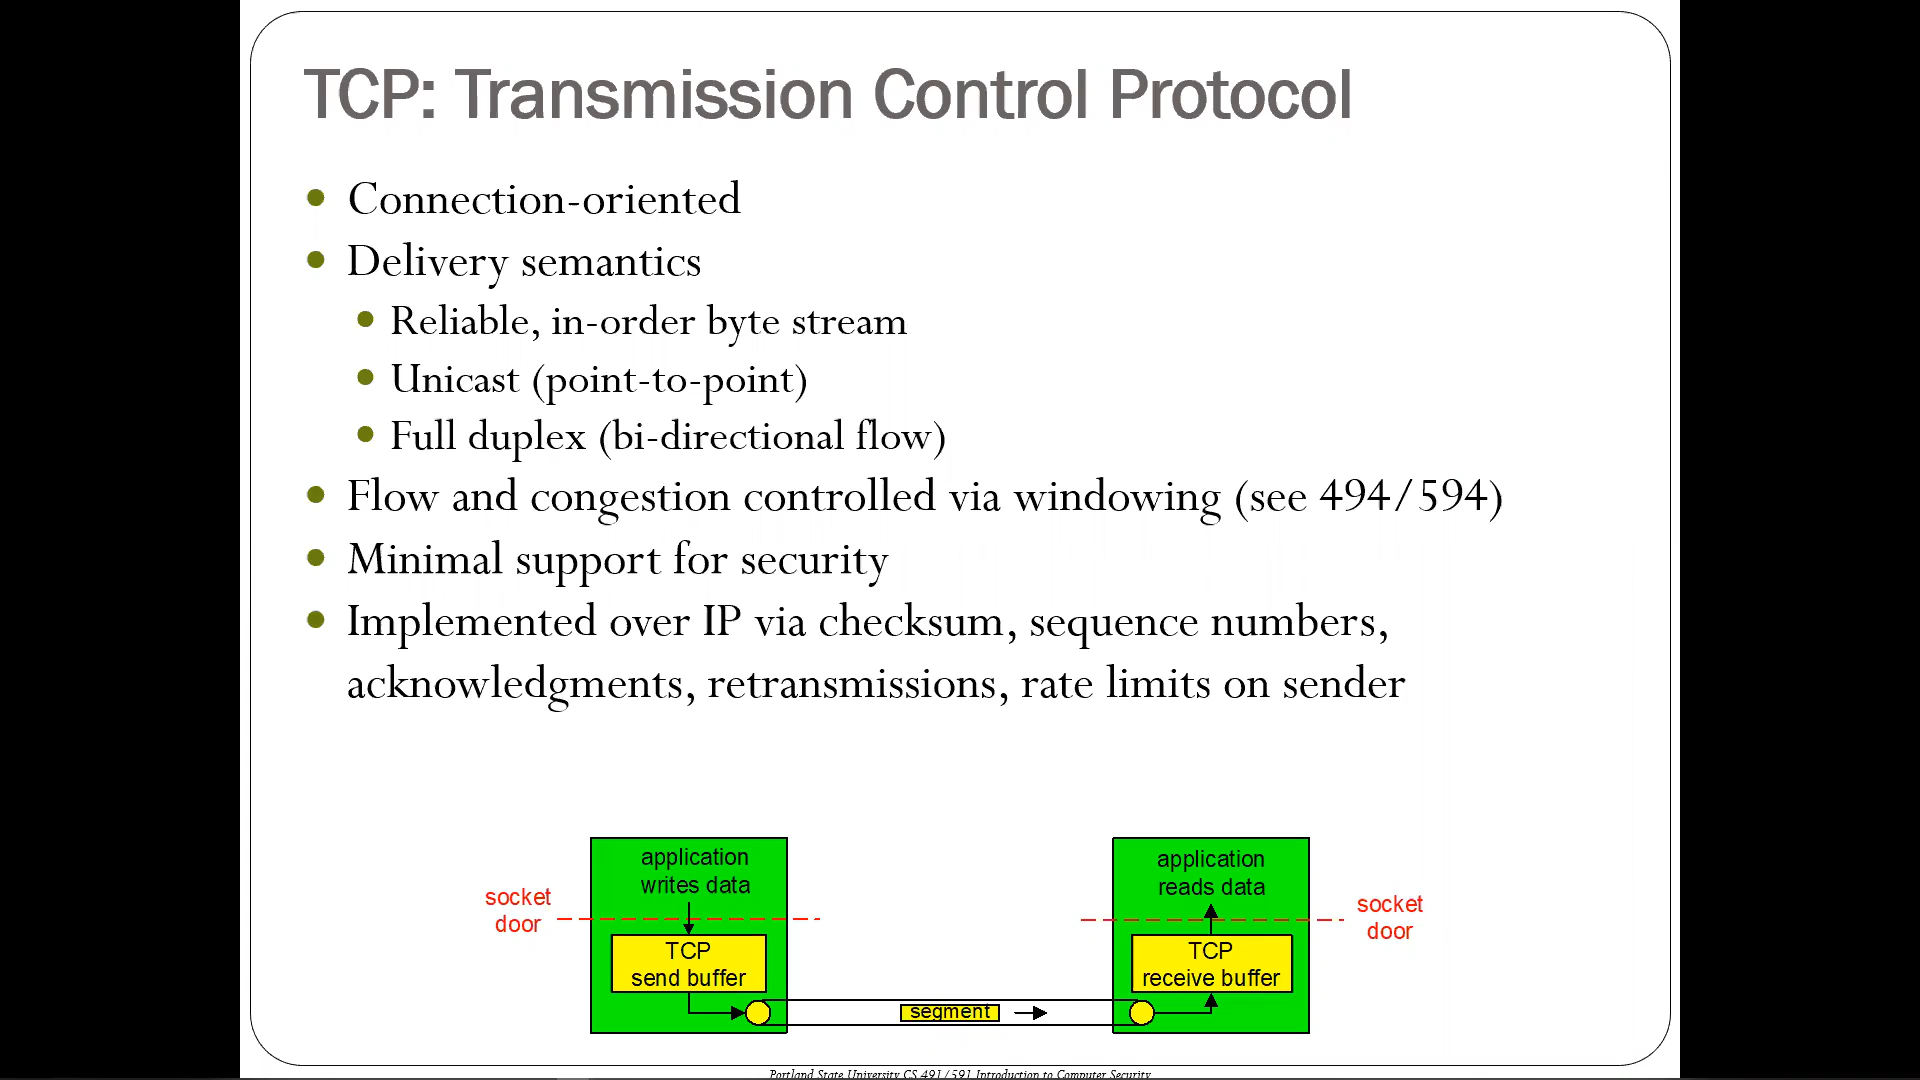 TCP: Transmission Control Protocol
Connection-oriented
Delivery semantics
Reliable, in-order byte stream
Unicast (point-to-point)
Full duplex (bi-directional flow)
Flow and congestion controlled via windowing (see 494/594)
Minimal support for security
Implemented over IP via checksum, sequence numbers,
acknowledgments, retransmissions, rate limits on sender
application
writes data
socket
door
TCP
send buffer
segment
application
reads data
socket
door
TCP
receive buffer
Portland State University CS 491/591 Introduction to Computer Security